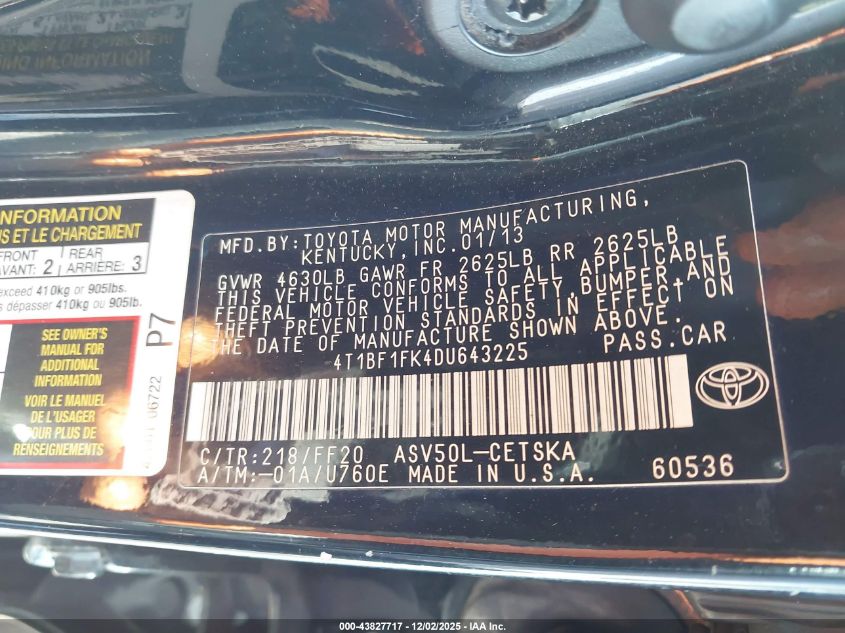 INFORMATION
S ET LE CHARGEMENT
FRONT
AVANT: 2
REAR
ARRIÈRE: 3
exceed 410kg or 905lbs.
s dépasser 410kg ou 905lb.
SEE OWNER'S
MANUAL FOR
ADDITIONAL
INFORMATION
VOIR LE MANUEL
DE L'USAGER
POUR PLUS DE
RENSEIGNEMENTS
P7
06722
MFD.BY:TOYOTA MOTOR MANUFACTURING,
KENTUCKY,INC.01/13
GVWR 4630LB GAWR FR 2625LB RR 2625LB
THIS VEHICLE CONFORMS TO ALL APPLICABLE
FEDERAL MOTOR VEHICLE SAFETY,BUMPER,AND
THEFT PREVENTION STANDARDS IN EFFECT ON
THE DATE OF MANUFACTURE SHOWN ABOVE.
4T1BF1FK4DU643225 PASS.CAR
C/TR:218/FF20 ASV50L-CETSKA
A/TM:-01A/U760E MADE IN U.S.A. 60536
000-43827717 - 12/02/2025 - IAA Inc.